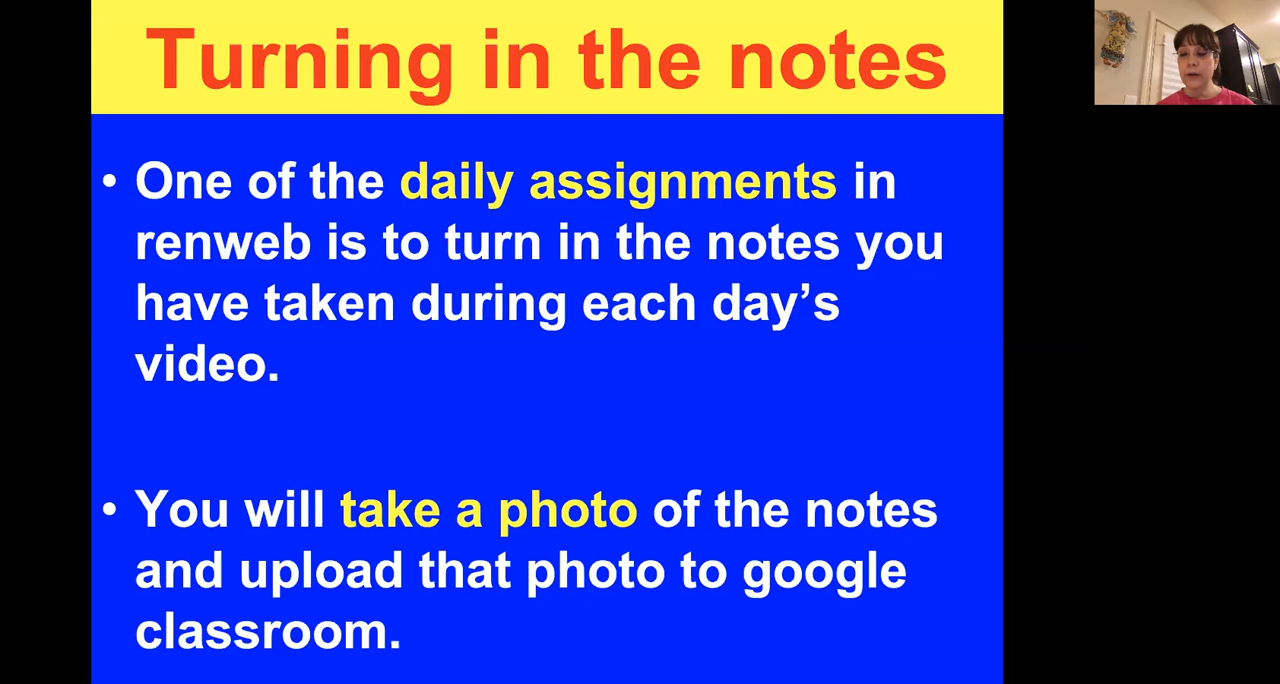 Turning in the notes
• One of the daily assignments in
renweb is to turn in the notes you
have taken during each day’s
video.
• You will take a photo of the notes
and upload that photo to google
classroom.